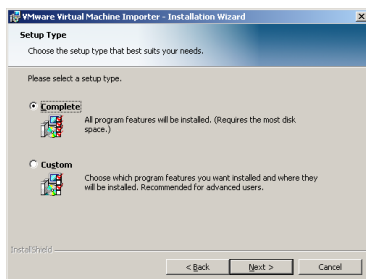 VMware Virtual Machine Importer - Installation Wizard
Setup Type
Choose the setup type that best suits your needs.
Please select a setup type.
Complete
All program features will be installed. (Requires the most disk
space.)
Custom
Choose which program features you want installed and where they
will be installed. Recommended for advanced users.
InstallShield
< Back
Next >
Cancel